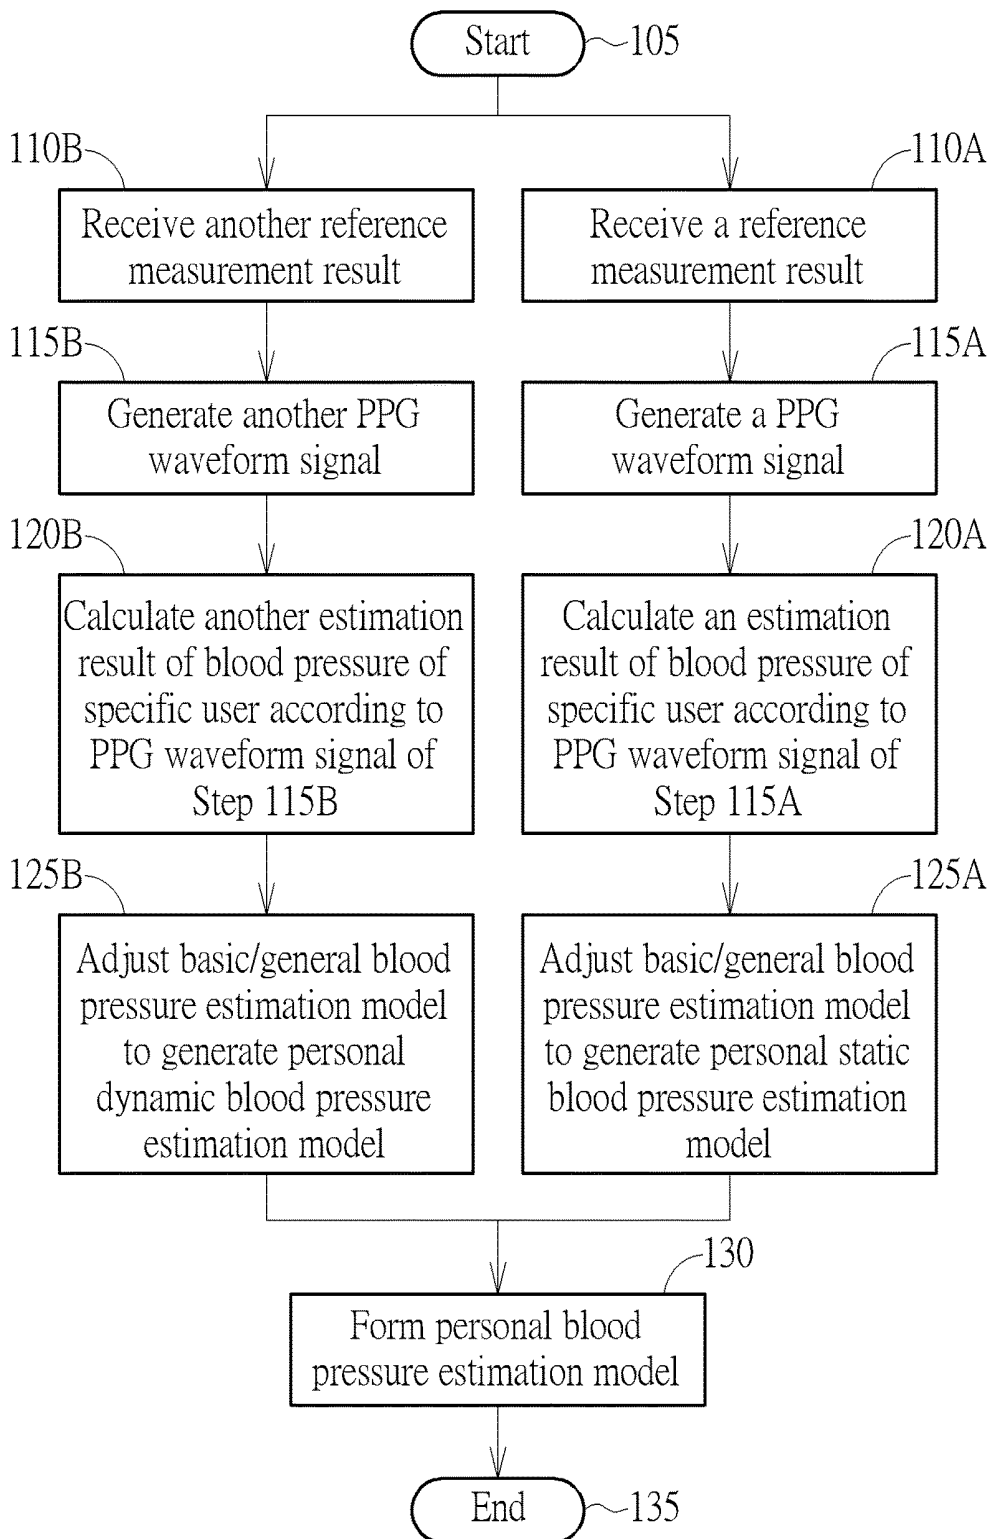 Start
105
110B
110A
Receive another reference
measurement result
Receive a reference
measurement result
115B
115A
Generate another PPG
waveform signal
Generate a PPG
waveform signal
120B
120A
Calculate another estimation
result of blood pressure of
specific user according to
PPG waveform signal of
Step 115B
Calculate an estimation
result of blood pressure of
specific user according to
PPG waveform signal of
Step 115A
125B
125A
Adjust basic/general blood
pressure estimation model
to generate personal
dynamic blood pressure
estimation model
Adjust basic/general blood
pressure estimation model
to generate personal static
blood pressure estimation
model
130
Form personal blood
pressure estimation model
End
135